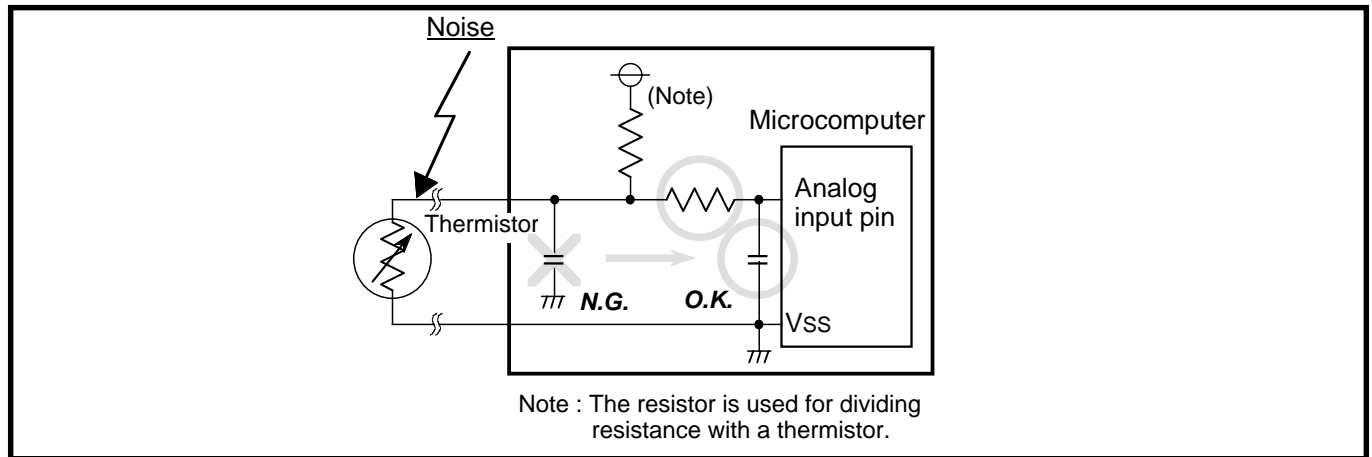 Noise
(Note)
Microcomputer
Analog
input pin
Thermistor
N.G.
O.K.
VSS
Note : The resistor is used for dividing
resistance with a thermistor.